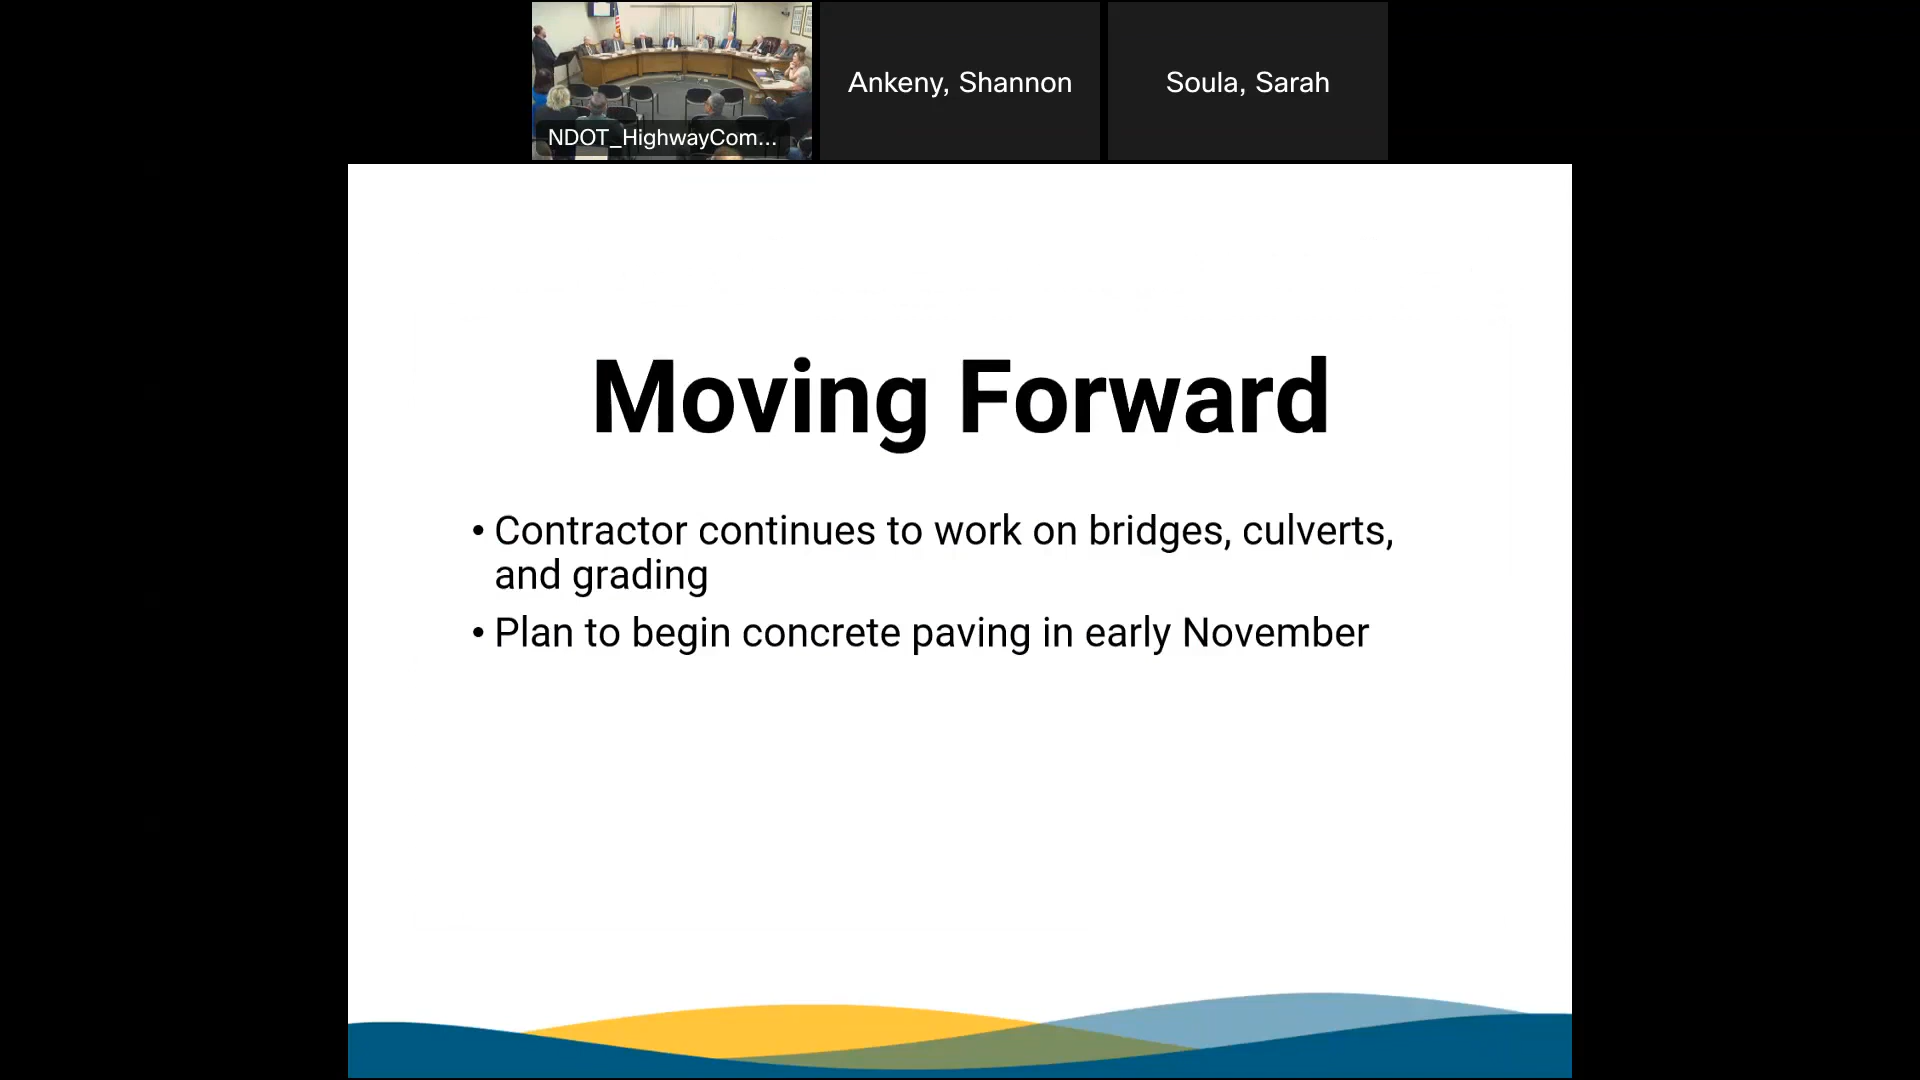 NDOT_HighwayCom...
Ankeny, Shannon
Soula, Sarah
Moving Forward
• Contractor continues to work on bridges, culverts,
and grading
• Plan to begin concrete paving in early November